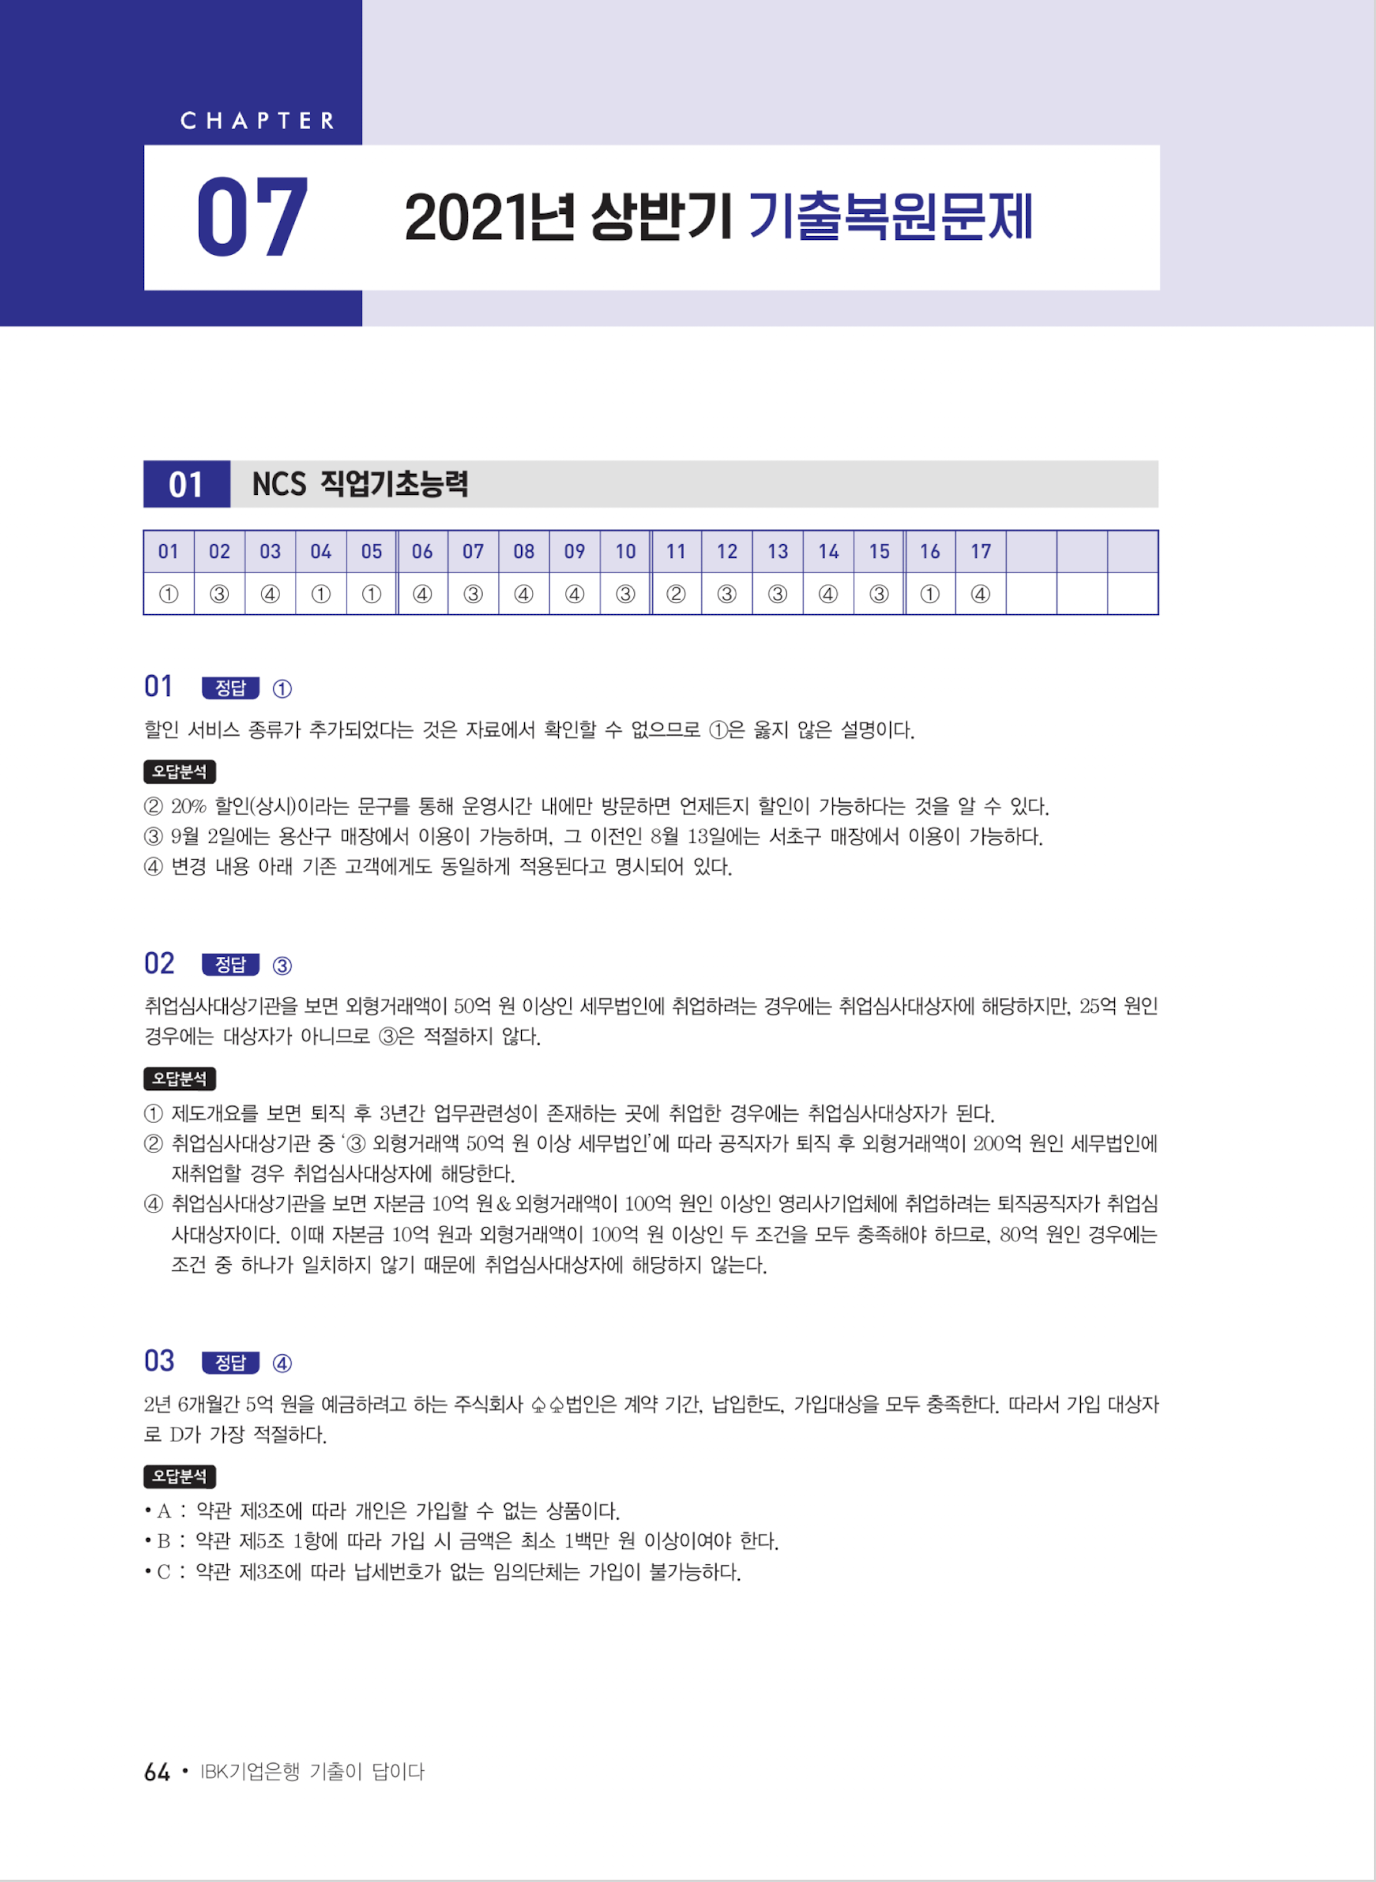 CHAPTER
07 2021년 상반기 기출복원문제
01 NCS 직업기초능력
01 02 03 04 05 06 07 08 09 10 11 12 13 14 15 16 17
① ③ ④ ① ① ④ ③ ④ ④ ③ ② ③ ③ ④ ③ ① ④
01 정답 ①
할인 서비스 종류가 추가되었다는 것은 자료에서 확인할 수 없으므로 ①은 옳지 않은 설명이다.
오답분석
② 20% 할인(상시)이라는 문구를 통해 운영시간 내에만 방문하면 언제든지 할인이 가능하다는 것을 알 수 있다.
③ 9월 2일에는 용산구 매장에서 이용이 가능하며, 그 이전인 8월 13일에는 서초구 매장에서 이용이 가능하다.
④ 변경 내용 아래 기존 고객에게도 동일하게 적용된다고 명시되어 있다.
02 정답 ③
취업심사대상기관을 보면 외형거래액이 50억 원 이상인 세무법인에 취업하려는 경우에는 취업심사대상자에 해당하지만, 25억 원인
경우에는 대상자가 아니므로 ③은 적절하지 않다.
오답분석
① 제도개요를 보면 퇴직 후 3년간 업무관련성이 존재하는 곳에 취업한 경우에는 취업심사대상자가 된다.
② 취업심사대상기관 중 ‘③ 외형거래액 50억 원 이상 세무법인’에 따라 공직자가 퇴직 후 외형거래액이 200억 원인 세무법인에
재취업할 경우 취업심사대상자에 해당한다.
④ 취업심사대상기관을 보면 자본금 10억 원&외형거래액이 100억 원인 이상인 영리사기업체에 취업하려는 퇴직공직자가 취업심
사대상자이다. 이때 자본금 10억 원과 외형거래액이 100억 원 이상인 두 조건을 모두 충족해야 하므로, 80억 원인 경우에는
조건 중 하나가 일치하지 않기 때문에 취업심사대상자에 해당하지 않는다.
03 정답 ④
2년 6개월간 5억 원을 예금하려고 하는 주식회사 ♤♤법인은 계약 기간, 납입한도, 가입대상을 모두 충족한다. 따라서 가입 대상자
로 D가 가장 적절하다.
오답분석
• A : 약관 제3조에 따라 개인은 가입할 수 없는 상품이다.
• B : 약관 제5조 1항에 따라 가입 시 금액은 최소 1백만 원 이상이여야 한다.
• C : 약관 제3조에 따라 납세번호가 없는 임의단체는 가입이 불가능하다.
64 • IBK기업은행 기출이 답이다